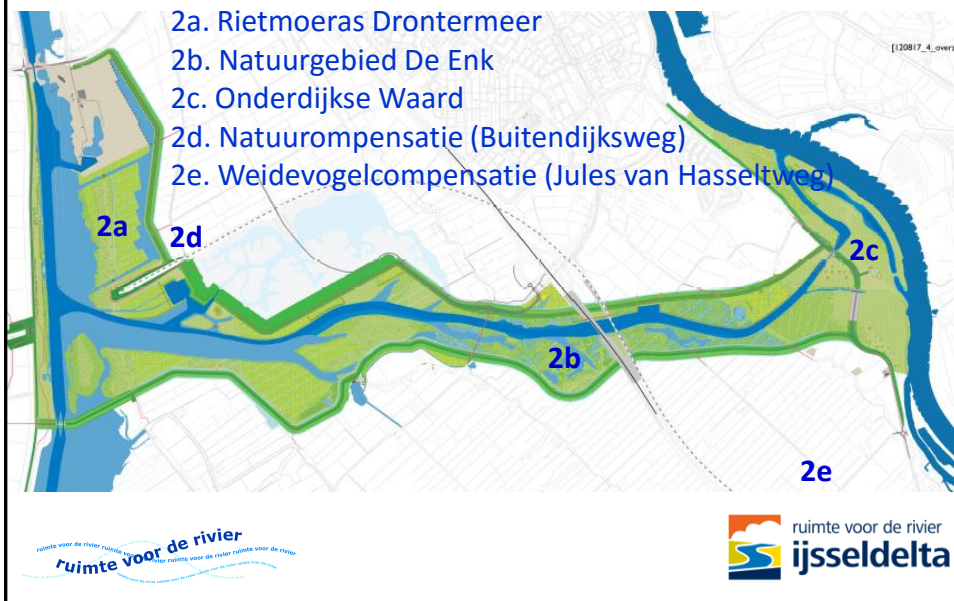 2a. Rietmoeras Drontermeer
[120817_4_overz
2b. Natuurgebied De Enk
2c. Onderdijkse Waard
2d. Natuurompensatie (Buitendijksweg)
2e. Weidevogelcompensatie (Jules van Hasseltweg)
2a
2d
2c
2b
2e
ruimte voor de rivier
ruimte voor de rivier
ijsseldelta